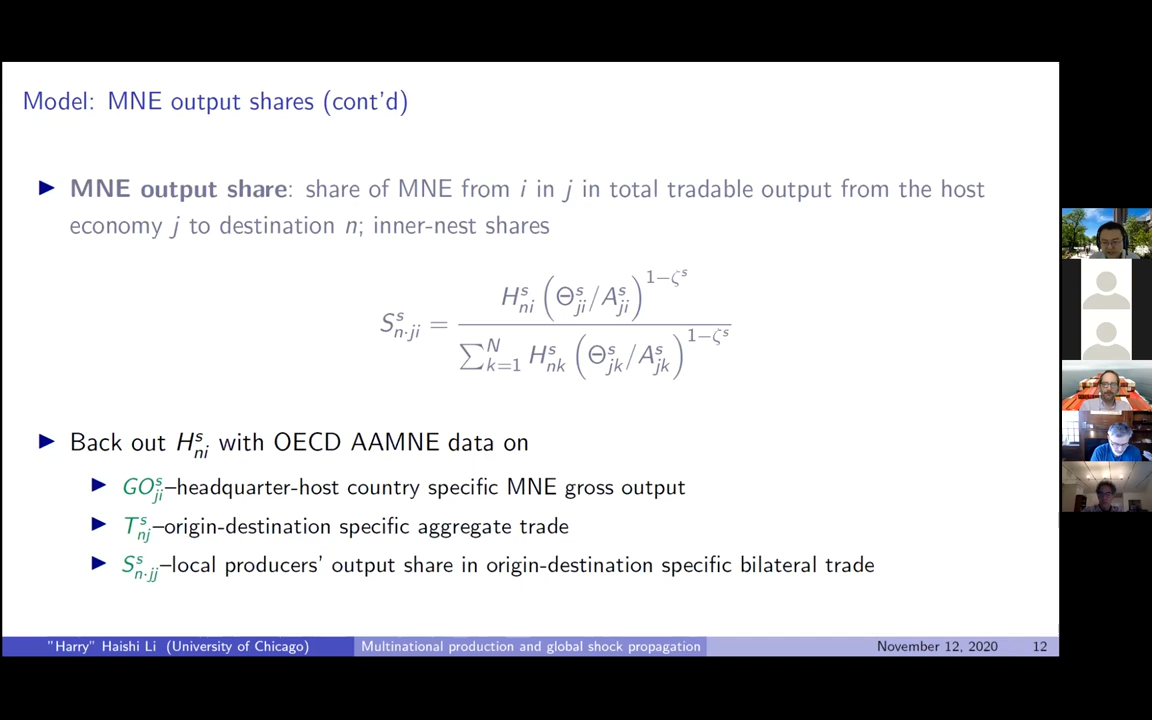 Model: MNE output shares (cont'd)
▶ MNE output share: share of MNE from i in j in total tradable output from the host
economy j to destination n; inner-nest shares
S^s_{n·ji} = \frac{H^s_{ni} (Θ^s_{ji}/A^s_{ji})^{1−ζ^s}}{\sum_{k=1}^{N} H^s_{nk} (Θ^s_{jk}/A^s_{jk})^{1−ζ^s}}
▶ Back out H^s_{ni} with OECD AAMNE data on
▶ GO^s_{ji}–headquarter-host country specific MNE gross output
▶ T^s_{nj}–origin-destination specific aggregate trade
▶ S^s_{n·jj}–local producers' output share in origin-destination specific bilateral trade
"Harry" Haishi Li (University of Chicago) Multinational production and global shock propagation November 12, 2020 12